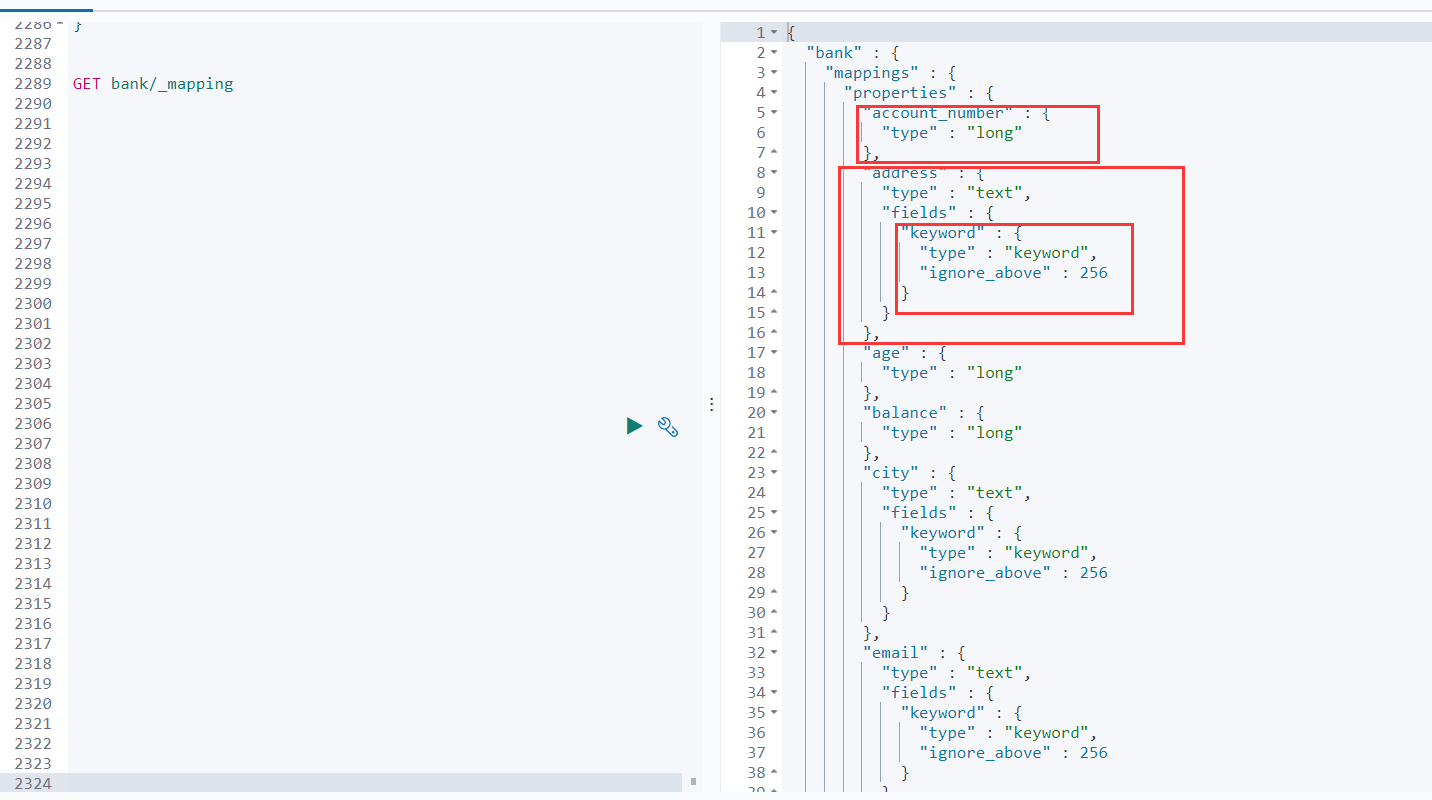 2286 }
2287
2288
2289 GET bank/_mapping
2290
2291
2292
2293
2294
2295
2296
2297
2298
2299
2300
2301
2302
2303
2304
2305
2306
2307
2308
2309
2310
2311
2312
2313
2314
2315
2316
2317
2318
2319
2320
2321
2322
2323
2324
1 {
2 "bank" : {
3 "mappings" : {
4 "properties" : {
5 "account_number" : {
6 "type" : "long"
7 },
8 "address" : {
9 "type" : "text",
10 "fields" : {
11 "keyword" : {
12 "type" : "keyword",
13 "ignore_above" : 256
14 }
15 }
16 },
17 "age" : {
18 "type" : "long"
19 },
20 "balance" : {
21 "type" : "long"
22 },
23 "city" : {
24 "type" : "text",
25 "fields" : {
26 "keyword" : {
27 "type" : "keyword",
28 "ignore_above" : 256
29 }
30 }
31 },
32 "email" : {
33 "type" : "text",
34 "fields" : {
35 "keyword" : {
36 "type" : "keyword",
37 "ignore_above" : 256
38 }
39 }